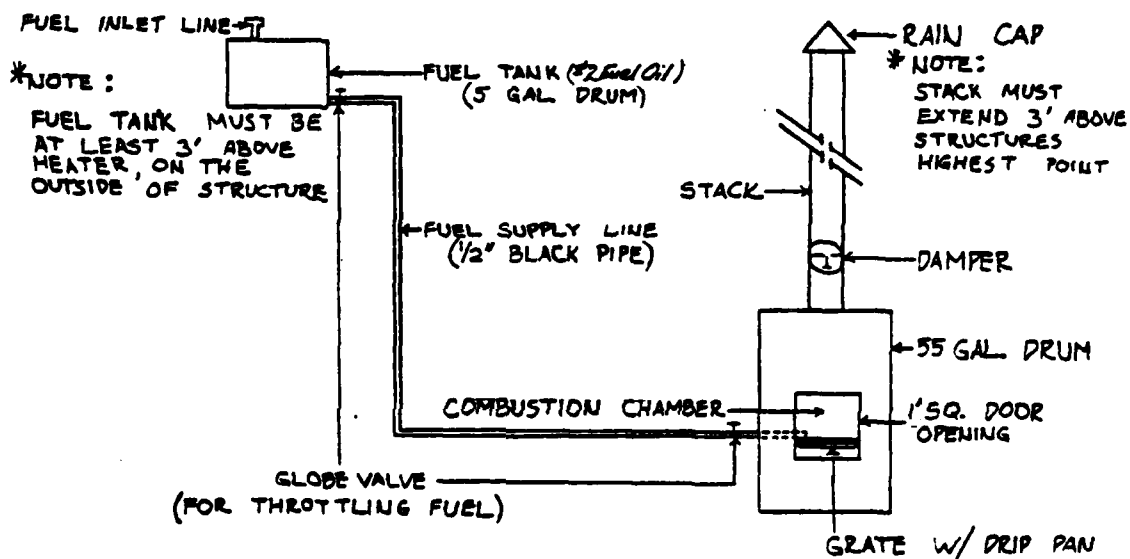 FUEL INLET LINE
*NOTE:
FUEL TANK MUST BE
AT LEAST 3' ABOVE
HEATER, ON THE
OUTSIDE OF STRUCTURE
FUEL TANK (#2 Fuel Oil)
(5 GAL DRUM)
FUEL SUPPLY LINE
(1/2" BLACK PIPE)
RAIN CAP
*NOTE:
STACK MUST
EXTEND 3' ABOVE
STRUCTURES
HIGHEST POINT
STACK
DAMPER
55 GAL. DRUM
COMBUSTION CHAMBER
1' SQ. DOOR
OPENING
GLOBE VALVE
(FOR THROTTLING FUEL)
GRATE W/ DRIP PAN